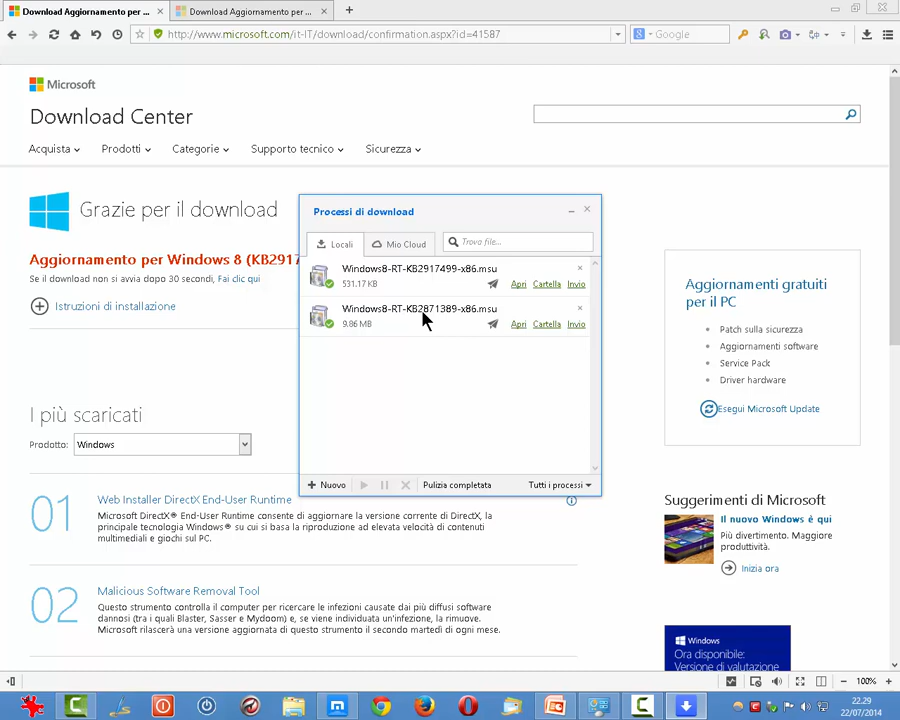 Download Aggiornamento per ...
Download Aggiornamento per ...
http://www.microsoft.com/it-IT/download/confirmation.aspx?id=41587
Google
Microsoft
Download Center
Acquista
Prodotti
Categorie
Supporto tecnico
Sicurezza
Grazie per il download
Aggiornamento per Windows 8 (KB2917
Se il download non si avvia dopo 30 secondi, Fai clic qui
Istruzioni di installazione
Processi di download
Locali
Mio Cloud
Trova file...
Windows8-RT-KB2917499-x86.msu
531.17 KB
Apri
Cartella
Invio
Windows8-RT-KB2871389-x86.msu
9.86 MB
Apri
Cartella
Invio
Nuovo
Pulizia completata
Tutti i processi
Aggiornamenti gratuiti
per il PC
Patch sulla sicurezza
Aggiornamenti software
Service Pack
Driver hardware
Esegui Microsoft Update
I più scaricati
Prodotto:
Windows
01
Web Installer DirectX End-User Runtime
Microsoft DirectX® End-User Runtime consente di aggiornare la versione corrente di DirectX, la
principale tecnologia Windows® su cui si basa la riproduzione ad elevata velocità di contenuti
multimediali e giochi sul PC.
02
Malicious Software Removal Tool
Questo strumento controlla il computer per ricercare le infezioni causate dai più diffusi software
dannosi (tra i quali Blaster, Sasser e Mydoom) e, se viene individuata un'infezione, la rimuove.
Microsoft rilascerà una versione aggiornata di questo strumento il secondo martedì di ogni mese.
Suggerimenti di Microsoft
Il nuovo Windows è qui
Più divertimento. Maggiore
produttività.
Inizia ora
Windows
Ora disponibile:
Versione di valutazione
100%
22.29
22/07/2014